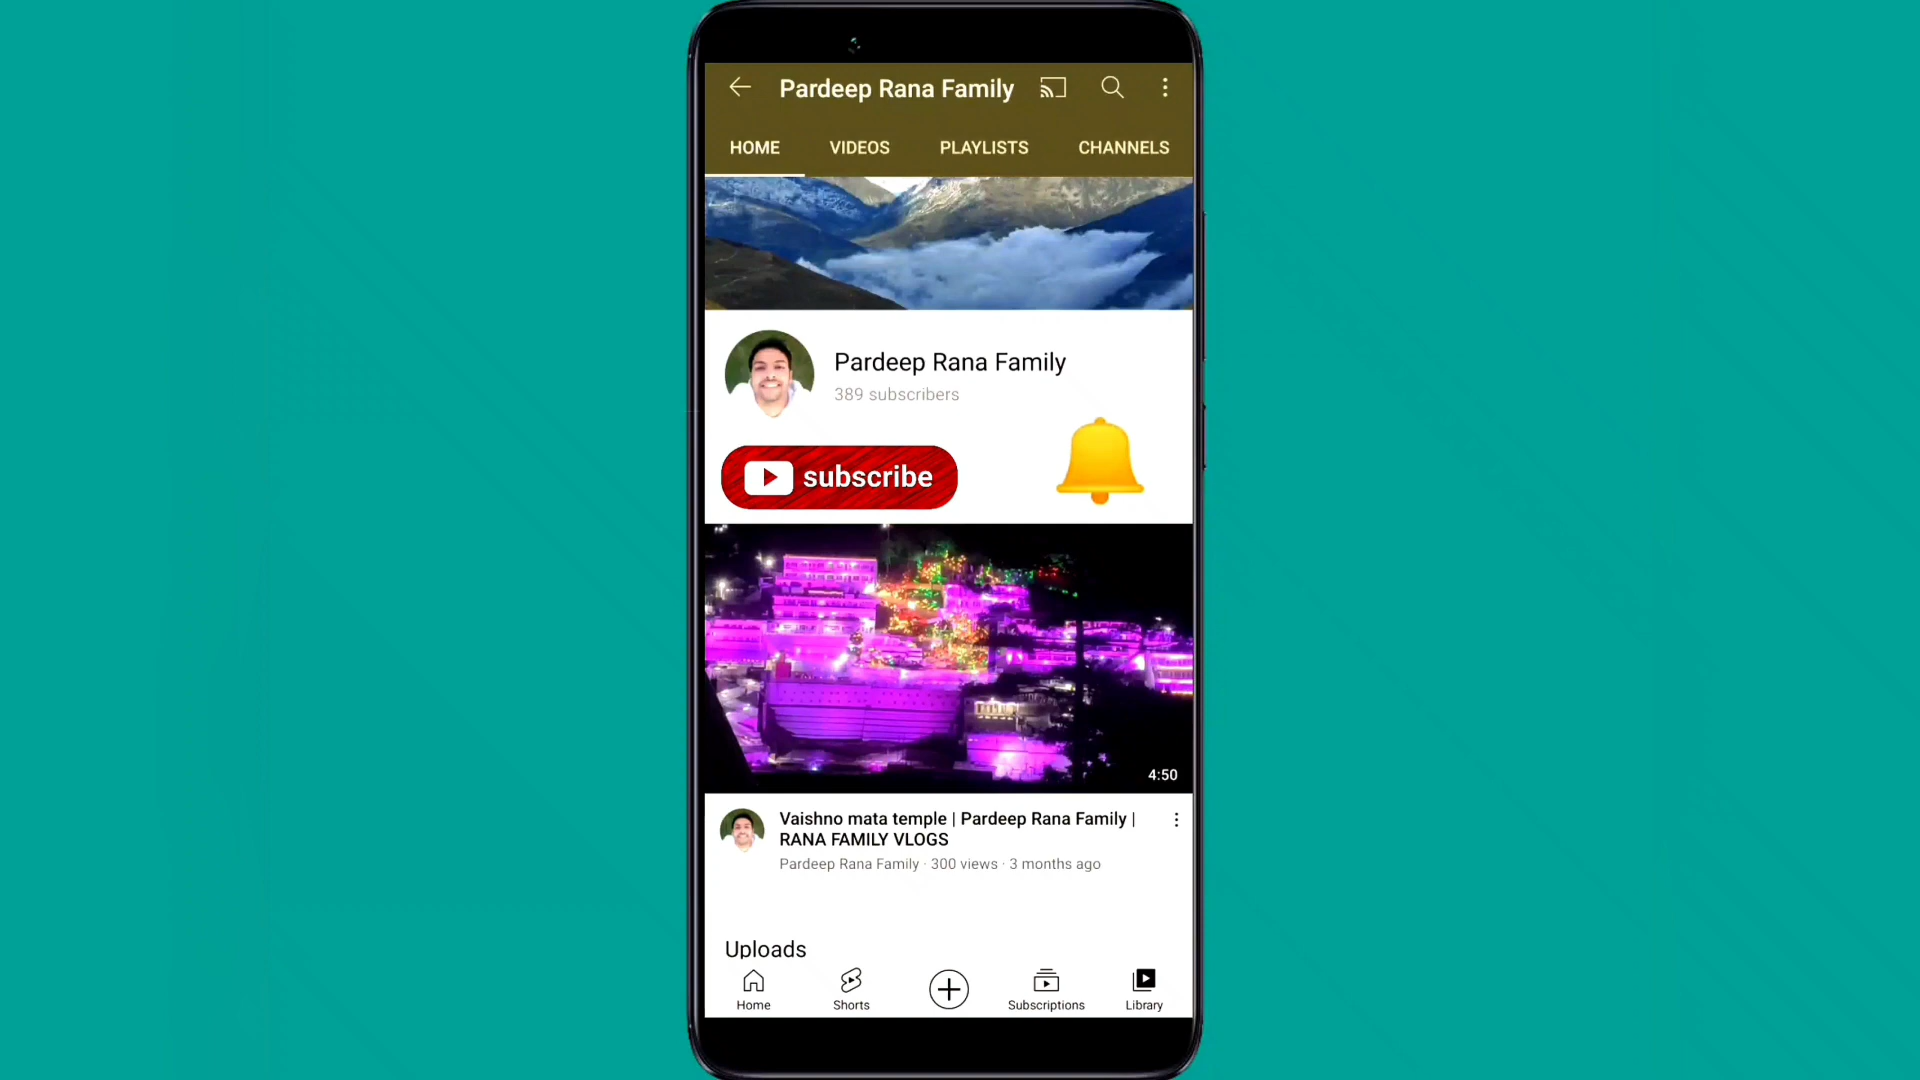 Pardeep Rana Family
HOME VIDEOS PLAYLISTS CHANNELS
Pardeep Rana Family
389 subscribers
subscribe
4:50
Vaishno mata temple | Pardeep Rana Family |
RANA FAMILY VLOGS
Pardeep Rana Family · 300 views · 3 months ago
Uploads
Home Shorts Subscriptions Library